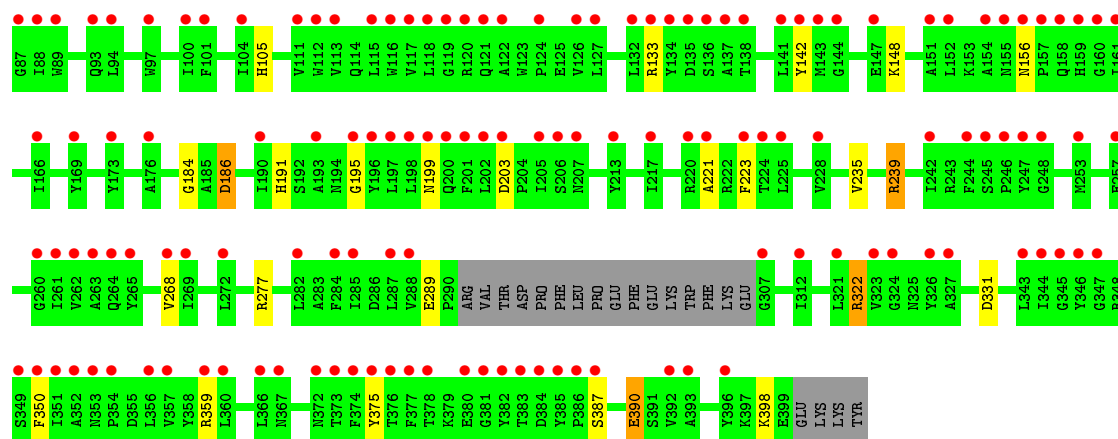 G87 I88 W89 Q93 L94 W97 I100 F101 I104 H105 V111 W112 V113 Q114 L115 W116 V117 L118 G119 R120 Q121 A122 W123 P124 E125 V126 L127 L132 R133 Y134 D135 S136 A137 T138 L141 Y142 M143 G144 E147 K148 A151 L152 K153 A154 N155 N156 P157 Q158 H159 G160 I161
I166 Y169 Y173 A176 G184 A185 D186 I190 H191 S192 A193 N194 G195 Y196 L197 L198 N199 Q200 F201 L202 D203 P204 I205 S206 N207 Y213 I217 R220 A221 R222 F223 T224 L225 V228 V235 R239 I242 R243 F244 S245 P246 Y247 G248 M253
G260 I261 V262 A263 Q264 Y265 V268 I269 L272 R277 L282 A283 F284 I285 D286 L287 V288 E289 P290 ARG VAL THR ASP PRO PHE LEU PRO GLU PHE GLU LYS TRP PHE LYS GLU G307 I312 L321 R322 V323 G324 N325 Y326 A327 D331 L343 I344 G345 Y346 G347
S349 F350 I351 A352 N353 P354 D355 L356 V357 Y358 R359 L360 L366 N367 N372 T373 F374 Y375 T376 F377 T378 K379 E380 G381 Y382 T383 D384 Y385 P386 S387 E390 S391 V392 A393 Y396 K397 K398 E399 GLU LYS LYS TYR